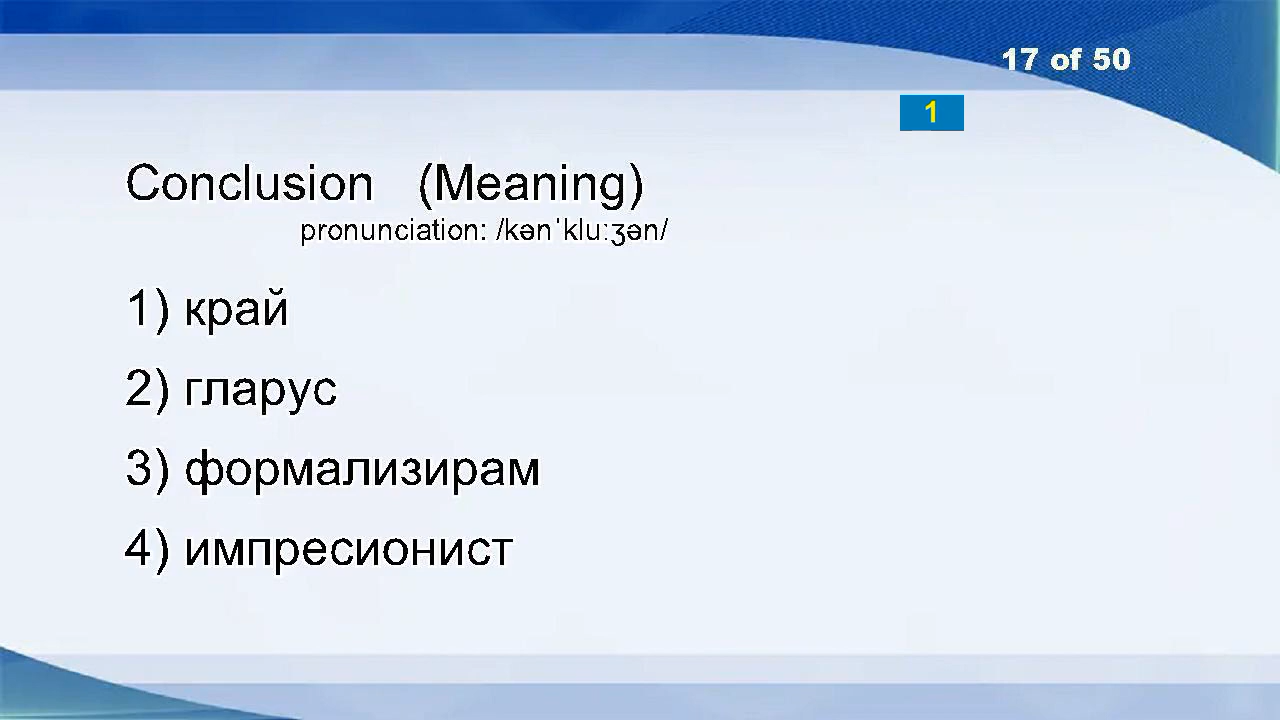 17 of 50
1
Conclusion (Meaning)
pronunciation: /kənˈkluːʒən/
1) край
2) гларус
3) формализирам
4) импресионист